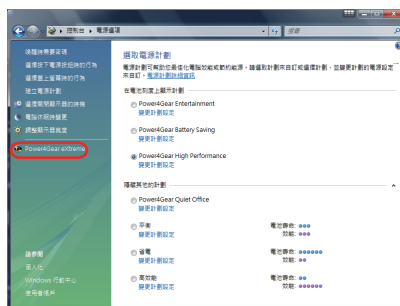 控制台 ▸ 電源選項
搜尋
喚醒時需要密碼
選擇按下電源按鈕時的行為
選擇蓋上螢幕時的行為
建立電源計劃
選擇關閉顯示器的時機
電腦休眠時變更
調整顯示器亮度
Power4Gear eXtreme
請參閱
個人化
Windows 行動中心
使用者帳戶
選取電源計劃
電源計劃可幫助您最佳化電腦效能或節約能源。請選取計劃來自訂或選擇計劃，並變更計劃的電源設定
來自訂。電源計劃詳細資訊
在電池刻度上顯示計劃
Power4Gear Entertainment
變更計劃設定
Power4Gear Battery Saving
變更計劃設定
Power4Gear High Performance
變更計劃設定
隱藏其他的計劃
Power4Gear Quiet Office
變更計劃設定
平衡 電池壽命:
變更計劃設定 效能:
省電 電池壽命:
變更計劃設定 效能:
高效能 電池壽命:
變更計劃設定 效能: